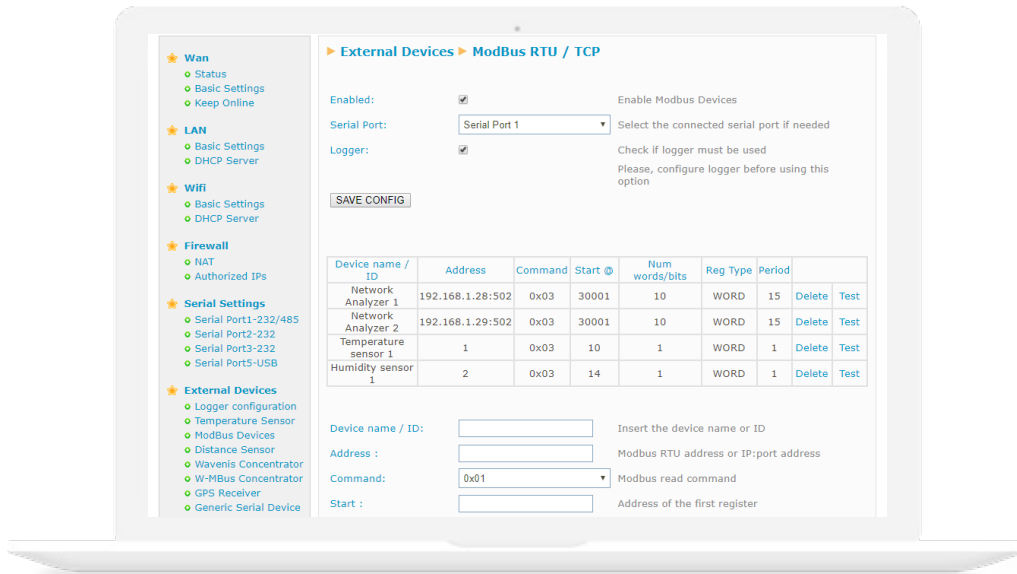 Wan
Status
Basic Settings
Keep Online
LAN
Basic Settings
DHCP Server
Wifi
Basic Settings
DHCP Server
Firewall
NAT
Authorized IPs
Serial Settings
Serial Port1-232/485
Serial Port2-232
Serial Port3-232
Serial Port5-USB
External Devices
Logger configuration
Temperature Sensor
ModBus Devices
Distance Sensor
Wavenis Concentrator
W-MBus Concentrator
GPS Receiver
Generic Serial Device
External Devices ModBus RTU / TCP
Enabled: Enable Modbus Devices
Serial Port: Serial Port 1 Select the connected serial port if needed
Logger: Check if logger must be used
Please, configure logger before using this
option
SAVE CONFIG
Device name / ID Address Command Start @ Num words/bits Reg Type Period
Network Analyzer 1 192.168.1.28:502 0x03 30001 10 WORD 15 Delete Test
Network Analyzer 2 192.168.1.29:502 0x03 30001 10 WORD 15 Delete Test
Temperature sensor 1 1 0x03 10 1 WORD 1 Delete Test
Humidity sensor 1 2 0x03 14 1 WORD 1 Delete Test
Device name / ID: Insert the device name or ID
Address : Modbus RTU address or IP:port address
Command: 0x01 Modbus read command
Start : Address of the first register